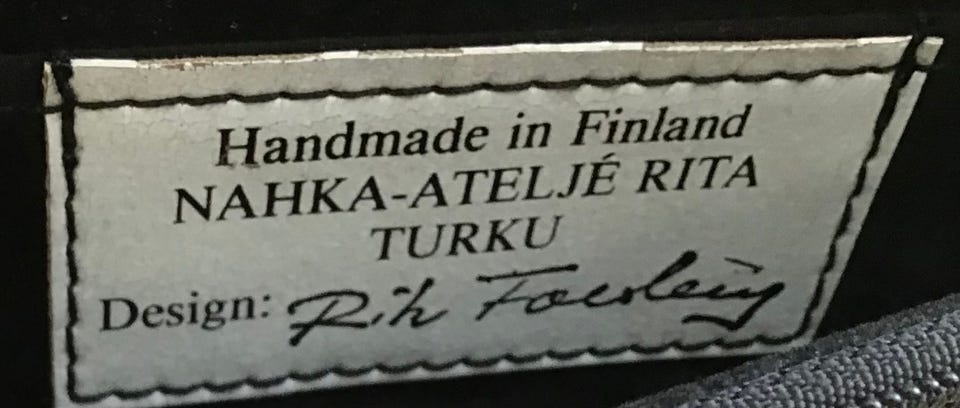 Handmade in Finland
NAHKA-ATELJÉ RITA
TURKU
Design: